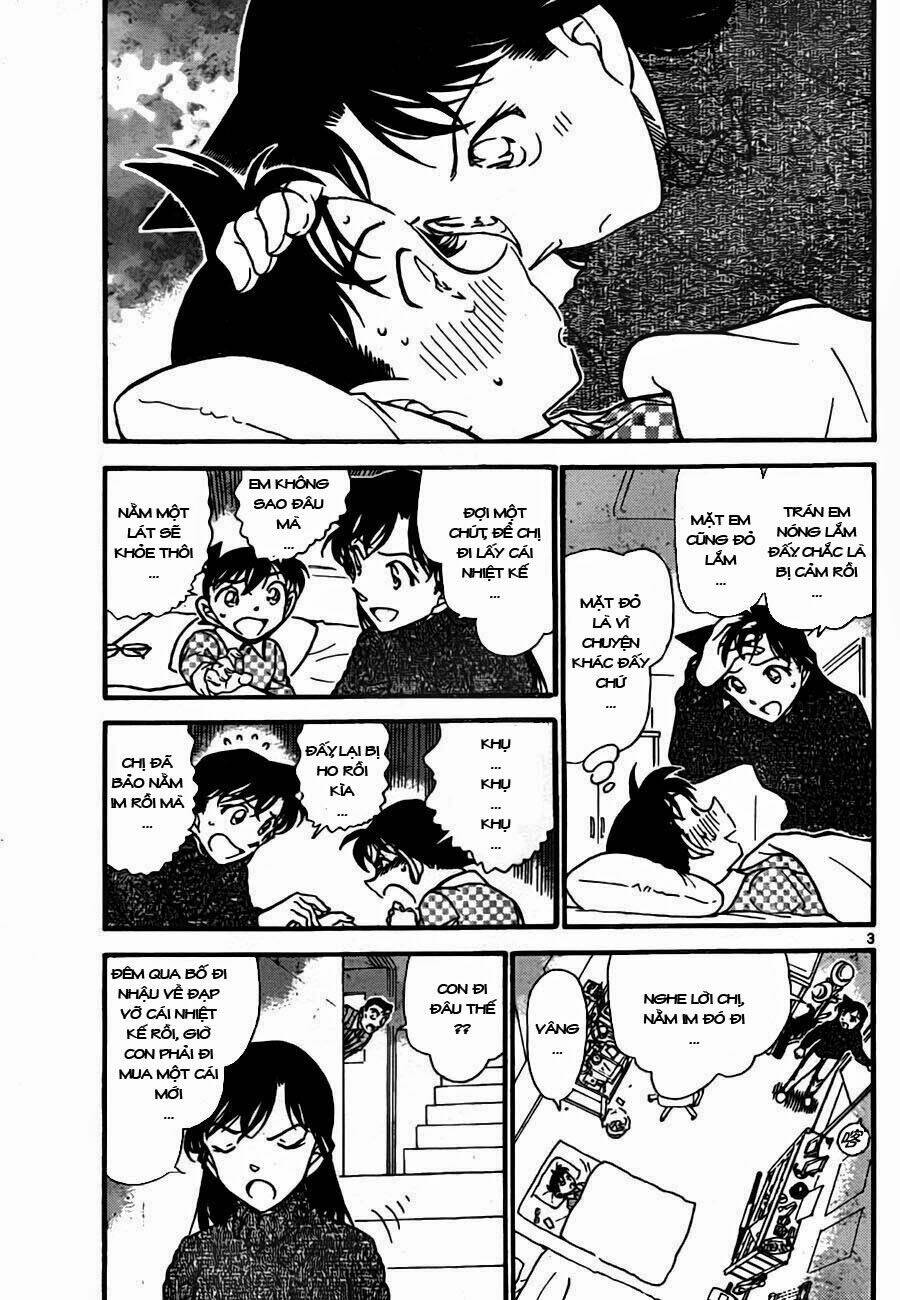 TRÁN EM
NÓNG LẮM
ĐẤY CHẮC LÀ
BỊ CẢM RỒI
...
MẶT EM
CŨNG ĐỎ
LẮM
...
MẶT ĐỎ
LÀ VÌ
CHUYỆN
KHÁC ĐẤY
CHỨ
...
ĐỢI MỘT
CHÚT, ĐỂ CHỊ
ĐI LẤY CÁI
NHIỆT KẾ
EM KHÔNG
SAO ĐÂU
MÀ
...
NẰM MỘT
LÁT SẼ
KHỎE THÔI
...
KHỤ
...
KHỤ
...
KHỤ
...
ĐẤY, LẠI BỊ
HO RỒI
KÌA
...
CHỊ ĐÃ
BẢO NẰM
IM RỒI MÀ
...
3
NGHE LỜI CHỊ,
NẰM IM ĐÓ ĐI
...
VÂNG
...
CON ĐI
ĐÂU THẾ
??
ĐÊM QUA BỐ ĐI
NHẬU VỀ ĐẠP
VỠ CÁI NHIỆT
KẾ RỒI, GIỜ
CON PHẢI ĐI
MUA MỘT CÁI
MỚI
...